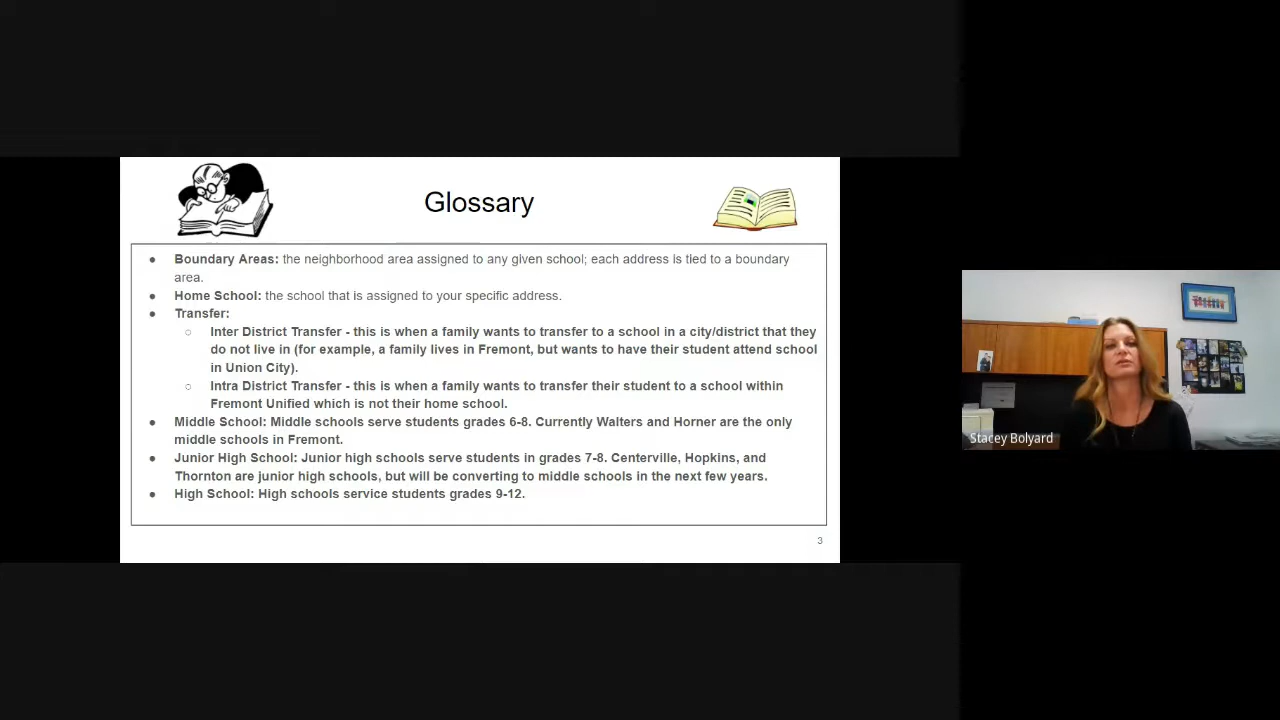 Glossary
● Boundary Areas: the neighborhood area assigned to any given school; each address is tied to a boundary
area.
● Home School: the school that is assigned to your specific address.
● Transfer:
○ Inter District Transfer - this is when a family wants to transfer to a school in a city/district that they
do not live in (for example, a family lives in Fremont, but wants to have their student attend school
in Union City).
○ Intra District Transfer - this is when a family wants to transfer their student to a school within
Fremont Unified which is not their home school.
● Middle School: Middle schools serve students grades 6-8. Currently Walters and Horner are the only
middle schools in Fremont.
● Junior High School: Junior high schools serve students in grades 7-8. Centerville, Hopkins, and
Thornton are junior high schools, but will be converting to middle schools in the next few years.
● High School: High schools service students grades 9-12.
3
Stacey Bolyard